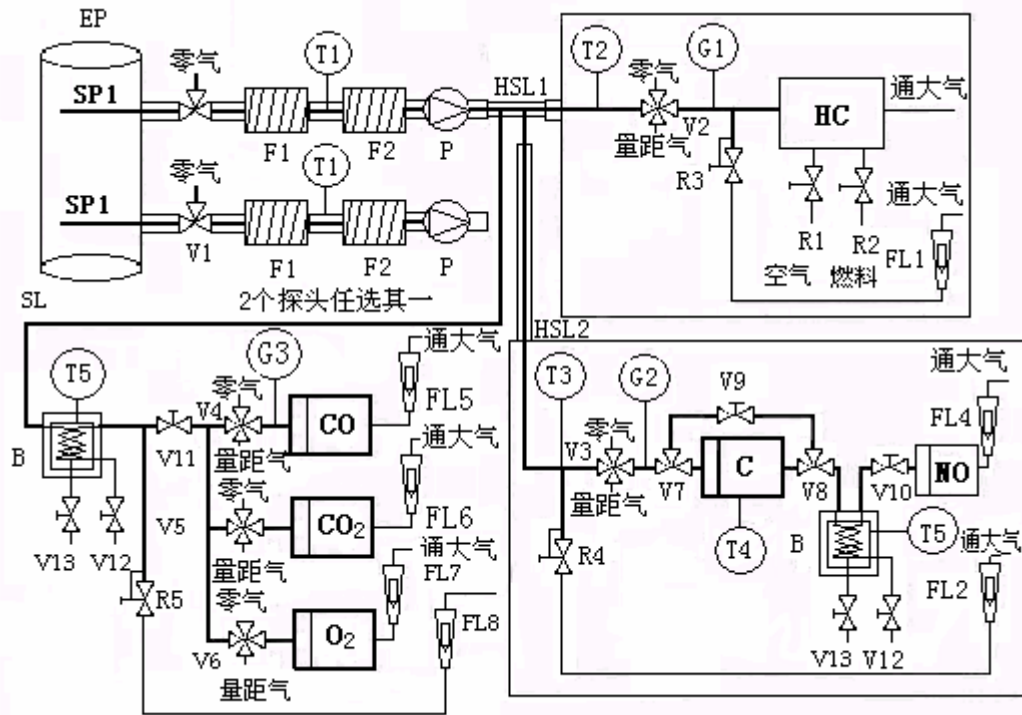 EP
零气
T1
SP1
F1
F2
P
HSL1
零气
T1
SP1
V1
F1
F2
P
SL
2个探头任选其一
T2
零气
G1
HC
通大气
量距气
V2
R3
R1
R2
空气
燃料
通大气
FL1
HSL2
T5
B
V13
V12
V11
R5
G3
零气
V4
CO
通大气
FL5
量距气
零气
V5
CO2
通大气
FL6
量距气
零气
V6
O2
通大气
FL7
量距气
FL8
T3
G2
V9
通大气
FL4
V3
零气
量距气
V7
C
V8
V10
NO
T4
B
T5
R4
通大气
FL2
V13
V12